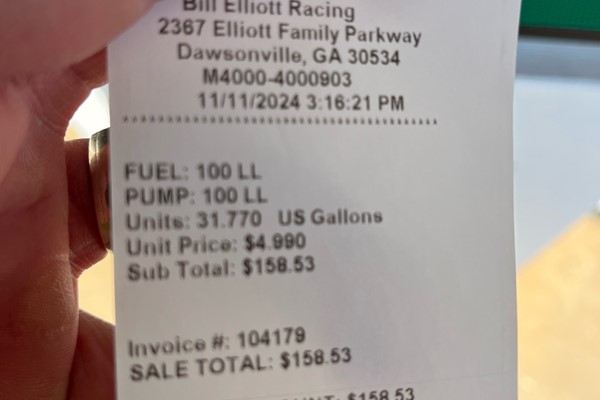 Bill Elliott Racing
2367 Elliott Family Parkway
Dawsonville, GA 30534
M4000-4000903
11/11/2024 3:16:21 PM
FUEL: 100 LL
PUMP: 100 LL
Units: 31.770 US Gallons
Unit Price: $4.990
Sub Total: $158.53
Invoice #: 104179
SALE TOTAL: $158.53
$158.53